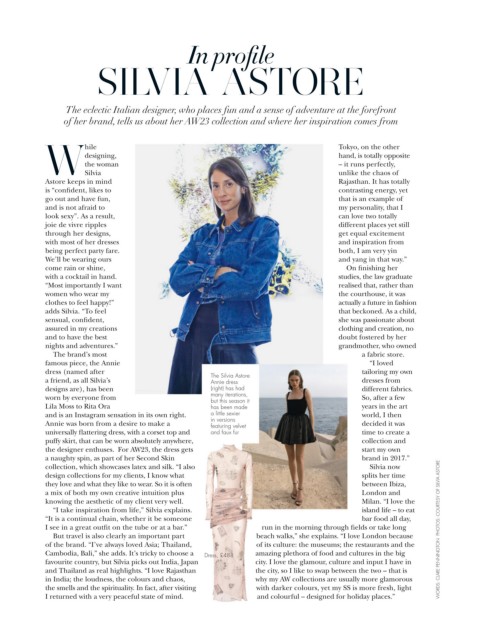 In profile
SILVIA ASTORE
The eclectic Italian designer, who places fun and a sense of adventure at the forefront
of her brand, tells us about her AW23 collection and where her inspiration comes from
While
designing,
the woman
Silvia
Astore keeps in mind
is "confident, likes to
go out and have fun,
and is not afraid to
look sexy". As a result,
joie de vivre ripples
through her designs,
with most of her dresses
being perfect party fare.
We'll be wearing ours
come rain or shine,
with a cocktail in hand.
"Most importantly I want
women who wear my
clothes to feel happy!"
adds Silvia. "To feel
sensual, confident,
assured in my creations
and to have the best
nights and adventures."
The brand's most
famous piece, the Annie
dress (named after
a friend, as all Silvia's
designs are), has been
worn by everyone from
Lila Moss to Rita Ora
and is an Instagram sensation in its own right.
Annie was born from a desire to make a
universally flattering dress, with a corset top and
puffy skirt, that can be worn absolutely anywhere,
the designer enthuses. For AW23, the dress gets
a naughty spin, as part of her Second Skin
collection, which showcases latex and silk. "I also
design collections for my clients, I know what
they love and what they like to wear. So it is often
a mix of both my own creative intuition plus
knowing the aesthetic of my client very well.
"I take inspiration from life," Silvia explains.
"It is a continual chain, whether it be someone
I see in a great outfit on the tube or at a bar."
But travel is also clearly an important part
of the brand. "I've always loved Asia; Thailand,
Cambodia, Bali," she adds. It's tricky to choose a
favourite country, but Silvia picks out India, Japan
and Thailand as real highlights. "I love Rajasthan
in India; the loudness, the colours and chaos,
the smells and the spirituality. In fact, after visiting
I returned with a very peaceful state of mind.
The Silvia Astore
Annie dress
(right) has had
many iterations,
but this season it
has been made
a little sexier
in versions
featuring velvet
and faux fur
Dress, £485
Tokyo, on the other
hand, is totally opposite
– it runs perfectly,
unlike the chaos of
Rajasthan. It has totally
contrasting energy, yet
that is an example of
my personality, that I
can love two totally
different places yet still
get equal excitement
and inspiration from
both, I am very yin
and yang in that way."
On finishing her
studies, the law graduate
realised that, rather than
the courthouse, it was
actually a future in fashion
that beckoned. As a child,
she was passionate about
clothing and creation, no
doubt fostered by her
grandmother, who owned
a fabric store.
"I loved
tailoring my own
dresses from
different fabrics.
So, after a few
years in the art
world, I then
decided it was
time to create a
collection and
start my own
brand in 2017."
Silvia now
splits her time
between Ibiza,
London and
Milan. "I love the
island life – to eat
bar food all day,
run in the morning through fields or take long
beach walks," she explains. "I love London because
of its culture: the museums; the restaurants and the
amazing plethora of food and cultures in the big
city. I love the glamour, culture and input I have in
the city, so I like to swap between the two – that is
why my AW collections are usually more glamorous
with darker colours, yet my SS is more fresh, light
and colourful – designed for holiday places."
WORDS: CLARE PENNINGTON. PHOTOS: COURTESY OF SILVIA ASTORE